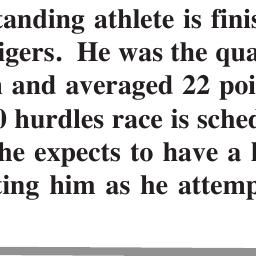 tanding athlete is finis
igers. He was the qua
and averaged 22 poi
0 hurdles race is sched
he expects to have a
ting him as he attemp